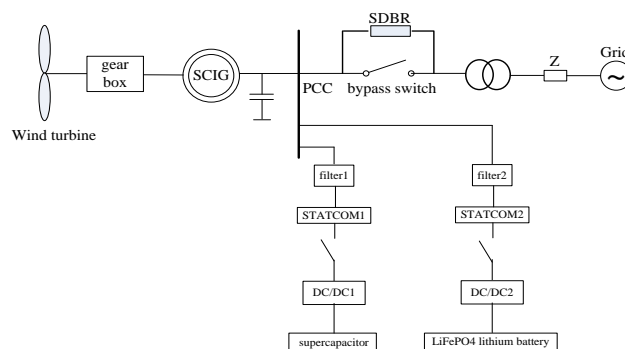 SDBR
gear
box
SCIG
PCC
bypass switch
Z
Grid
~
Wind turbine
filter1
filter2
STATCOM1
STATCOM2
DC/DC1
DC/DC2
supercapacitor
LiFePO4 lithium battery